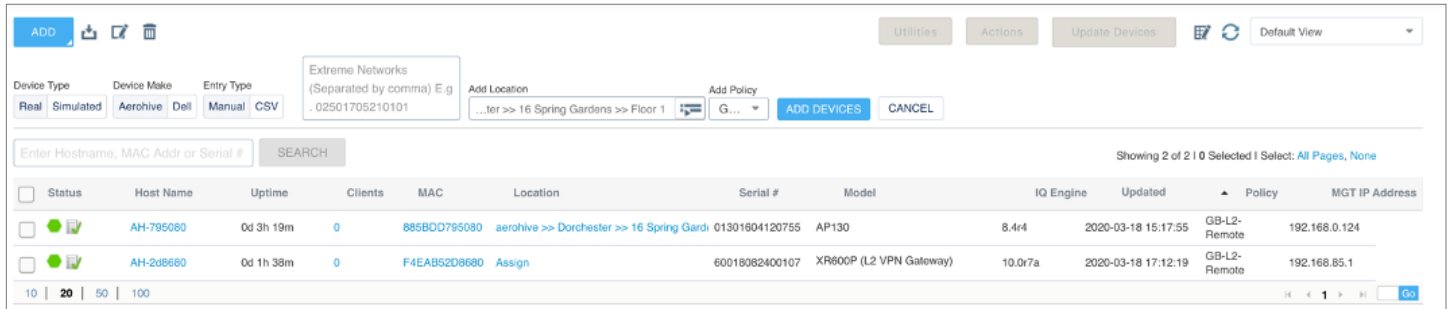 ADD Utilities Actions Update Devices Default View
Device Type Device Make Entry Type Extreme Networks (Separated by comma) E.g . 02501705210101 Add Location Add Policy
Real Simulated Aerohive Dell Manual CSV ...ter >> 16 Spring Gardens >> Floor 1 G... ADD DEVICES CANCEL
Enter Hostname, MAC Addr or Serial # SEARCH Showing 2 of 2 I 0 Selected I Select: All Pages, None
Status Host Name Uptime Clients MAC Location Serial # Model IQ Engine Updated Policy MGT IP Address
AH-795080 0d 3h 19m 0 885BDD795080 aerohive >> Dorchester >> 16 Spring Gard 01301604120755 AP130 8.4r4 2020-03-18 15:17:55 GB-L2-Remote 192.168.0.124
AH-2d8680 0d 1h 38m 0 F4EAB52D8680 Assign 60018082400107 XR600P (L2 VPN Gateway) 10.0r7a 2020-03-18 17:12:19 GB-L2-Remote 192.168.85.1
10 | 20 | 50 | 100 1 Go